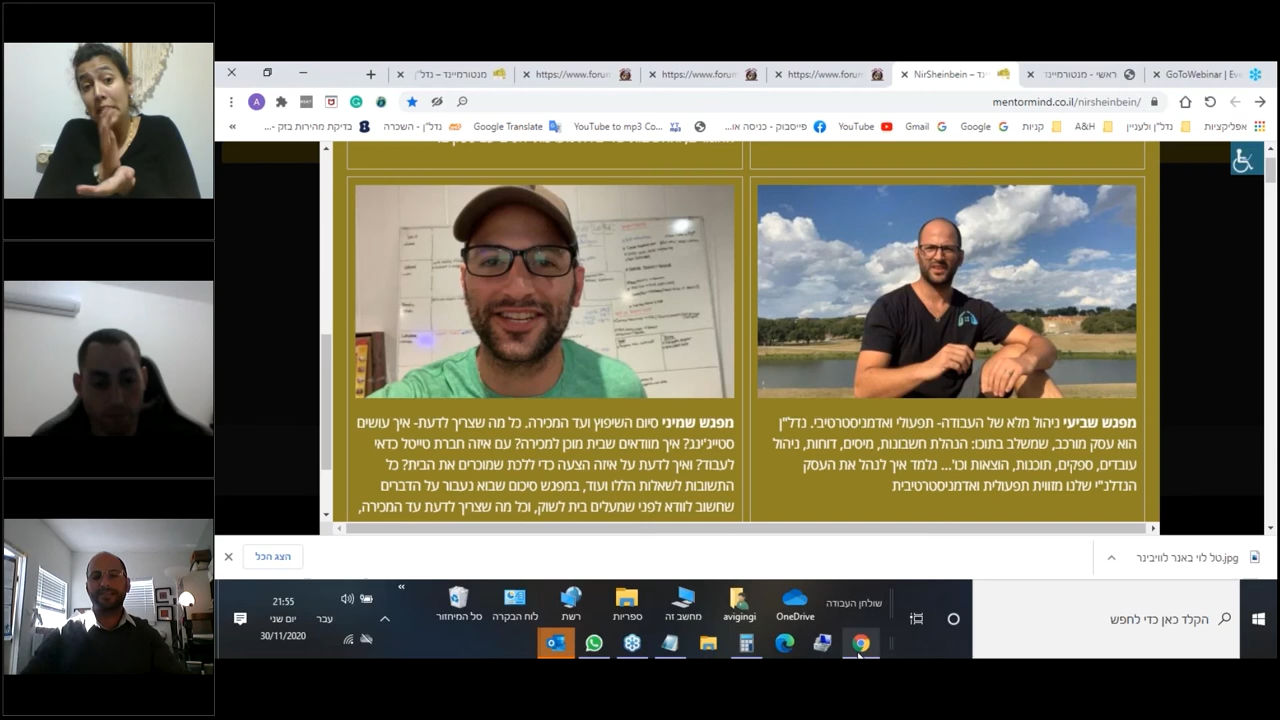 GoToWebinar | Eve
ראשי - מנטורמיינד
NirSheinbein –
https://www.forum
https://www.forum
https://www.forum
מנטורמיינד – נדל"ן
mentormind.co.il/nirsheinbein/
אפליקציות
נדל"ן ולעניין
A&H
קניות
Google
Gmail
YouTube
פייסבוק - כניסה או...
YouTube to mp3 Co...
Google Translate
נדל"ן - השכרה
בדיקת מהירות בזק -...
מפגש שביעי ניהול מלא של העבודה- תפעולי ואדמניסטרטיבי. נדל"ן
הוא עסק מורכב, שמשלב בתוכו: הנהלת חשבונות, מיסים, דוחות, ניהול
עובדים, ספקים, תוכנות, הוצאות וכו'... נלמד איך לנהל את העסק
הנדלנ"י שלנו מזווית תפעולית ואדמניסטרטיבית
מפגש שמיני סיום השיפוץ ועד המכירה. כל מה שצריך לדעת- איך עושים
סטייג'ינג? איך מוודאים שבית מוכן למכירה? עם איזה חברת טייטל כדאי
לעבוד? ואיך לדעת על איזה הצעה כדי ללכת שמוכרים את הבית? כל
התשובות לשאלות הללו ועוד, במפגש סיכום שבוא נעבור על הדברים
שחשוב לוודא לפני שמעלים בית לשוק, וכל מה שצריך לדעת עד המכירה,
טל לוי באנר לוויבינר.jpg
הצג הכל
הקלד כאן כדי לחפש
שולחן העבודה
OneDrive
avigingi
מחשב זה
ספריות
רשת
לוח הבקרה
סל המיחזור
עבר
21:55
יום שני
30/11/2020